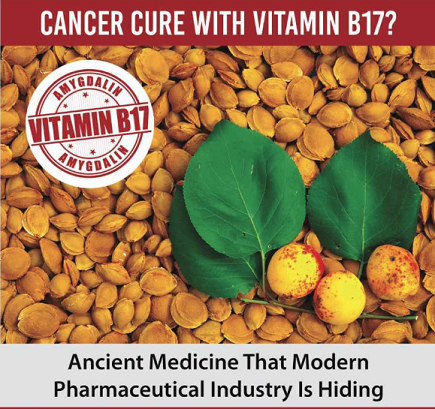 CANCER CURE WITH VITAMIN B17?
AMYGDALIN
VITAMIN B17
AMYGDALIN
Ancient Medicine That Modern
Pharmaceutical Industry Is Hiding